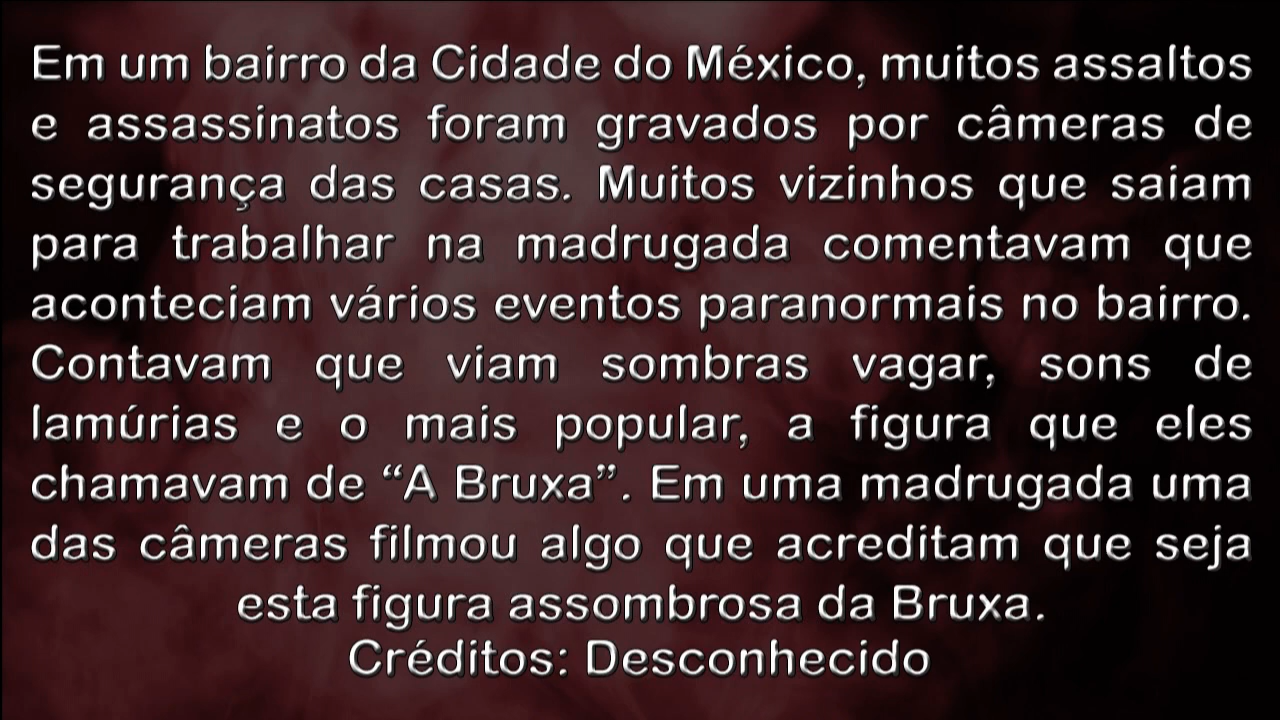 Em um bairro da Cidade do México, muitos assaltos
e assassinatos foram gravados por câmeras de
segurança das casas. Muitos vizinhos que saiam
para trabalhar na madrugada comentavam que
aconteciam vários eventos paranormais no bairro.
Contavam que viam sombras vagar, sons de
lamúrias e o mais popular, a figura que eles
chamavam de “A Bruxa”. Em uma madrugada uma
das câmeras filmou algo que acreditam que seja
esta figura assombrosa da Bruxa.
Créditos: Desconhecido